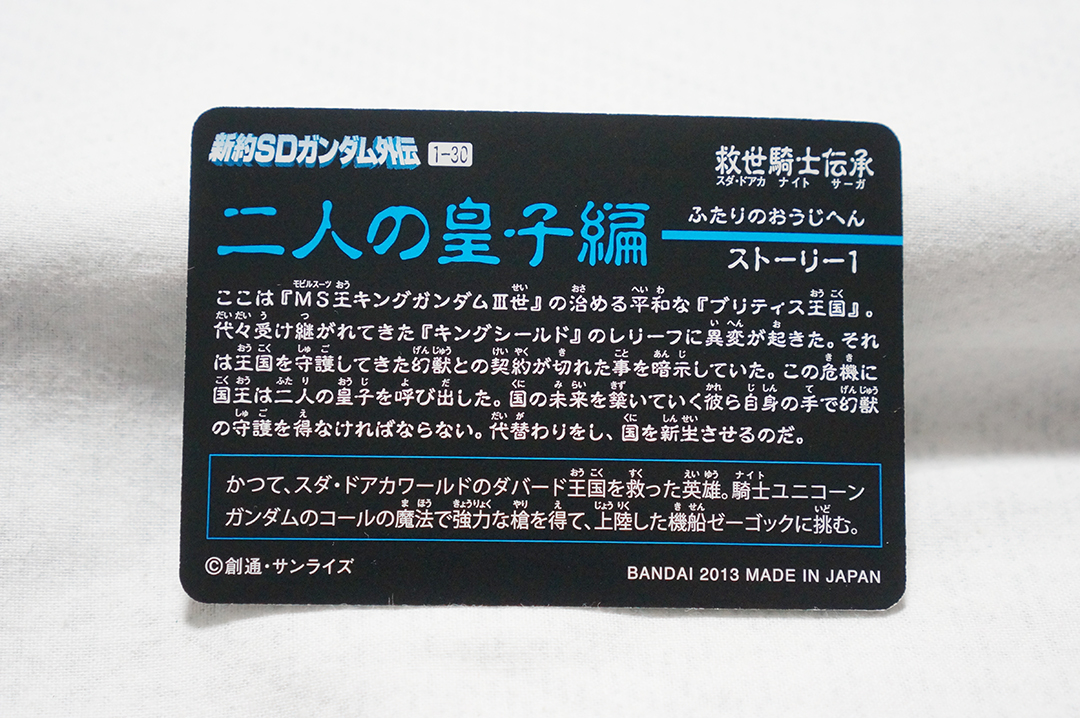 新約SDガンダム外伝 1-30
救世騎士伝承
スダ・ドアカ ナイト サーガ
二人の皇子編
ふたりのおうじへん
ストーリー1
ここは『MS王キングガンダムⅢ世』の治める平和な『ブリティス王国』。
代々受け継がれてきた『キングシールド』のレリーフに異変が起きた。それ
は王国を守護してきた幻獣との契約が切れた事を暗示していた。この危機に
国王は二人の皇子を呼び出した。国の未来を築いていく彼ら自身の手で幻獣
の守護を得なければならない。代替わりをし、国を新生させるのだ。
かつて、スダ・ドアカワールドのダバード王国を救った英雄。騎士ユニコーン
ガンダムのコールの魔法で強力な槍を得て、上陸した機船ゼーゴックに挑む。
©創通・サンライズ
BANDAI 2013 MADE IN JAPAN